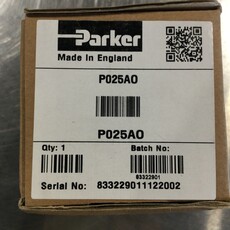 Parker
Made In England
P025AO
P025AO
Qty: 1 Batch No:
83322901
Serial No: 833229011122002